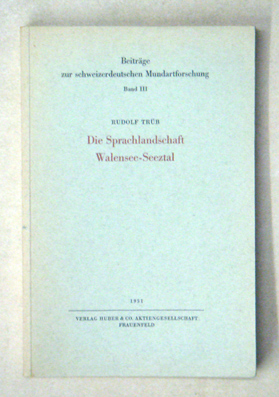 Beiträge
zur schweizerdeutschen Mundartforschung
Band III
RUDOLF TRÜB
Die Sprachlandschaft
Walensee-Seeztal
1951
VERLAG HUBER & CO. AKTIENGESELLSCHAFT
FRAUENFELD